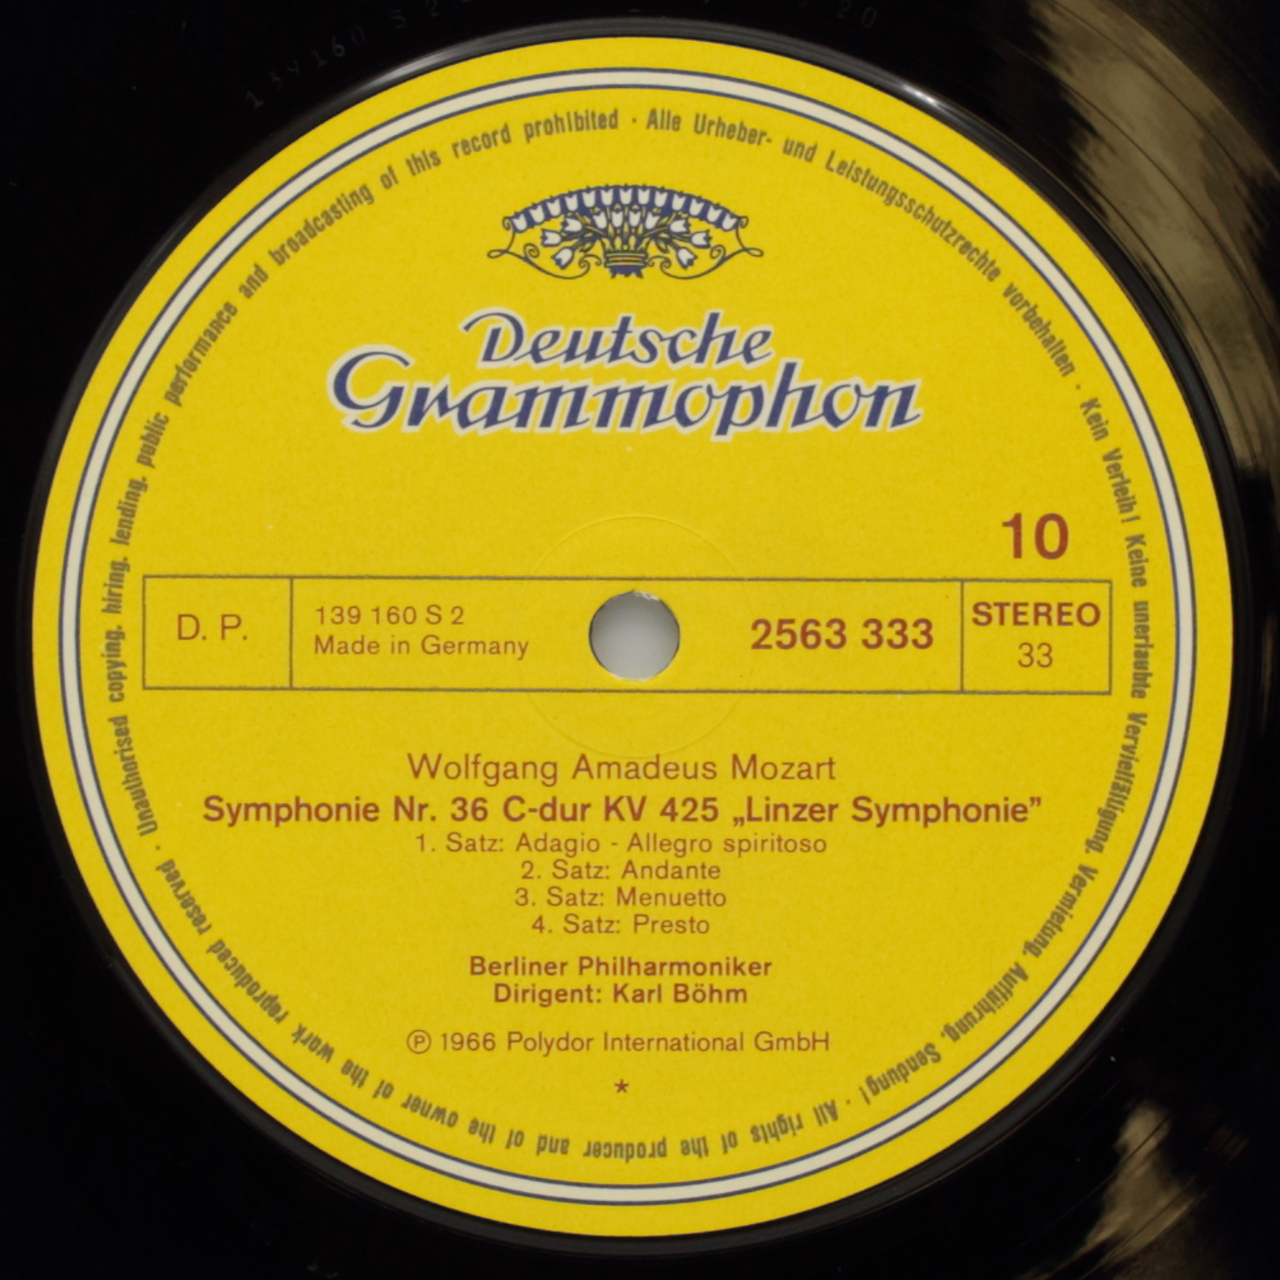 Unauthorised copying, hiring, lending, public performance and broadcasting of this record prohibited · Alle Urheber- und Leistungsschutzrechte vorbehalten · Kein Verleih! Keine unerlaubte Vervielfältigung, Vermietung, Aufführung, Sendung! · All rights of the producer and of the owner of the work reproduced reserved ·
Deutsche
Grammophon
10
D. P.
139 160 S 2
Made in Germany
2563 333
STEREO
33
Wolfgang Amadeus Mozart
Symphonie Nr. 36 C-dur KV 425 „Linzer Symphonie”
1. Satz: Adagio - Allegro spiritoso
2. Satz: Andante
3. Satz: Menuetto
4. Satz: Presto
Berliner Philharmoniker
Dirigent: Karl Böhm
Ⓟ 1966 Polydor International GmbH
*
139160 S 2